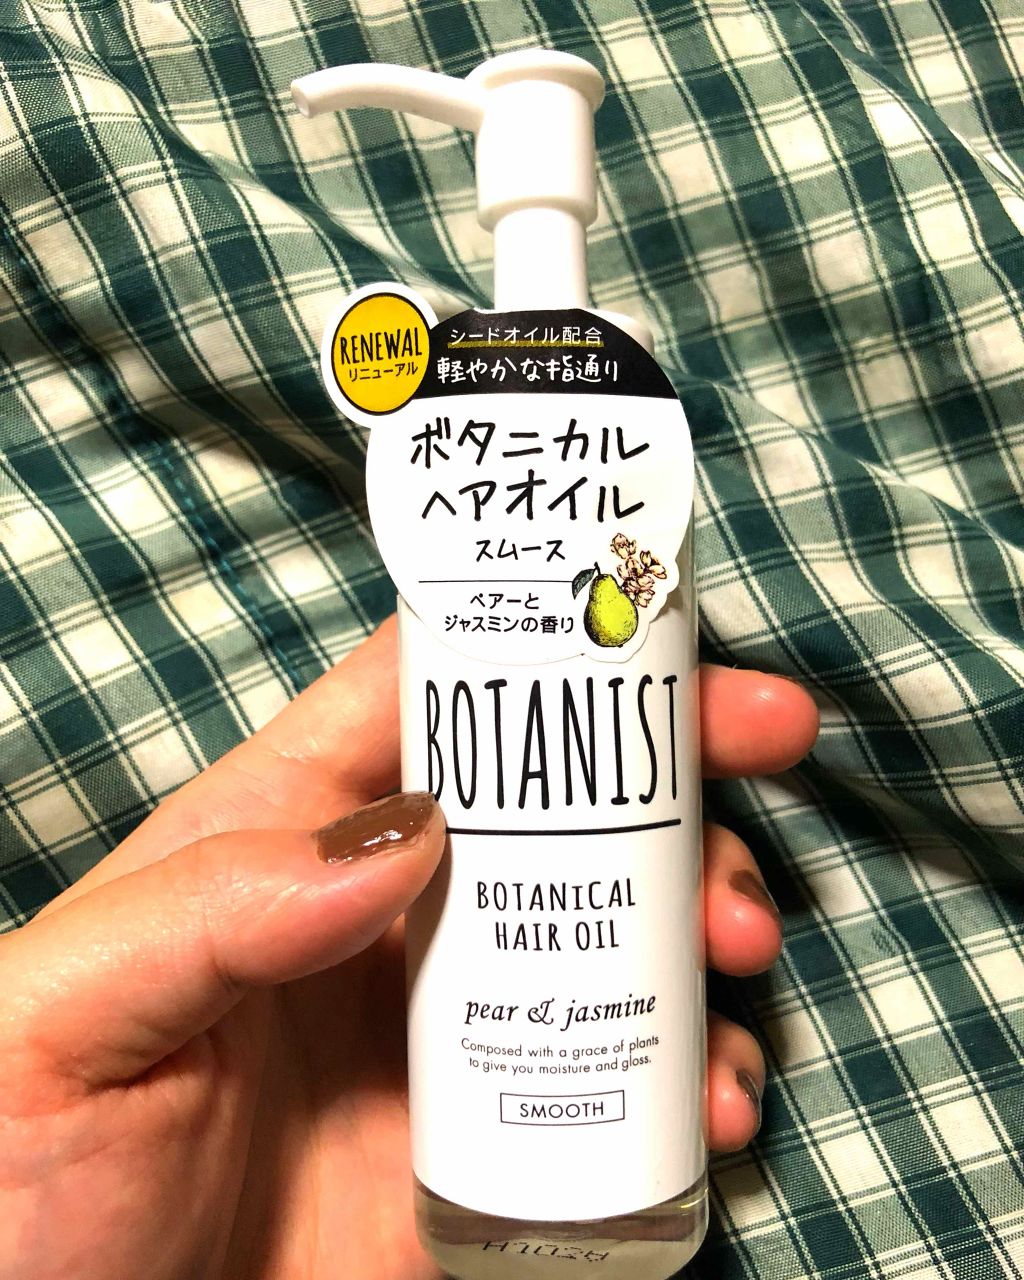 RENEWAL
リニューアル
シードオイル配合
軽やかな指通り
ボタニカル
ヘアオイル
スムース
ペアーと
ジャスミンの香り
BOTANIST
BOTANICAL
HAIR OIL
pear & jasmine
Composed with a grace of plants
to give you moisture and gloss.
SMOOTH